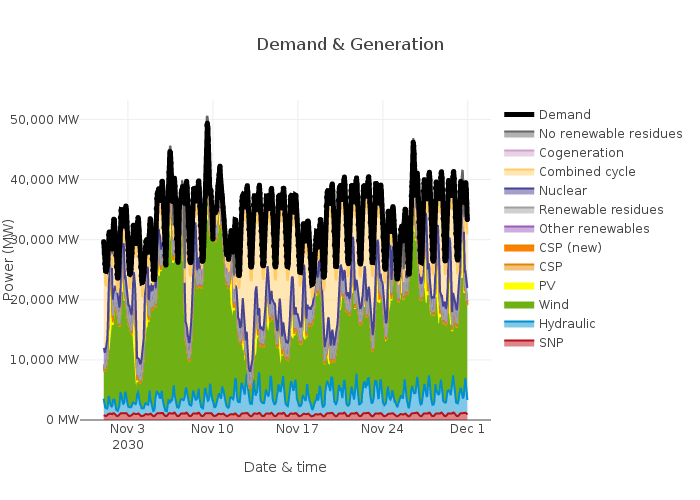 Demand & Generation
50,000 MW
40,000 MW
30,000 MW
20,000 MW
10,000 MW
0 MW
Power (MW)
Nov 3
2030
Nov 10
Nov 17
Nov 24
Dec 1
Date & time
Demand
No renewable residues
Cogeneration
Combined cycle
Nuclear
Renewable residues
Other renewables
CSP (new)
CSP
PV
Wind
Hydraulic
SNP